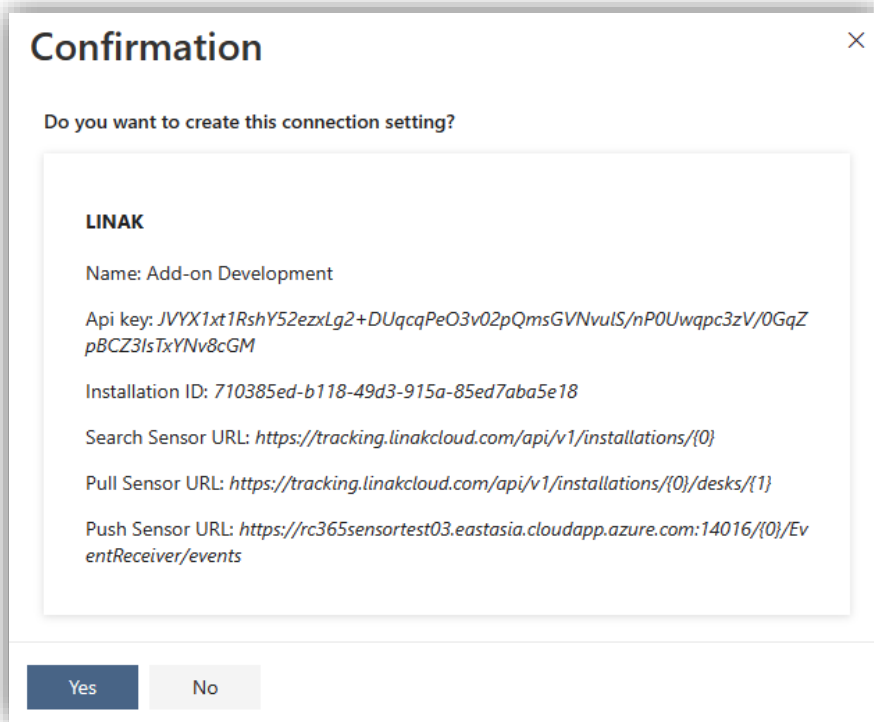 Confirmation
Do you want to create this connection setting?
LINAK
Name: Add-on Development
Api key: JVYX1xt1RshY52ezxLg2+DUqcqPeO3v02pQmsGVNvulS/nP0Uwqpc3zV/0GqZ
pBCZ3IsTxYNv8cGM
Installation ID: 710385ed-b118-49d3-915a-85ed7aba5e18
Search Sensor URL: https://tracking.linakcloud.com/api/v1/installations/{0}
Pull Sensor URL: https://tracking.linakcloud.com/api/v1/installations/{0}/desks/{1}
Push Sensor URL: https://rc365sensortest03.eastasia.cloudapp.azure.com:14016/{0}/Ev
entReceiver/events
Yes No